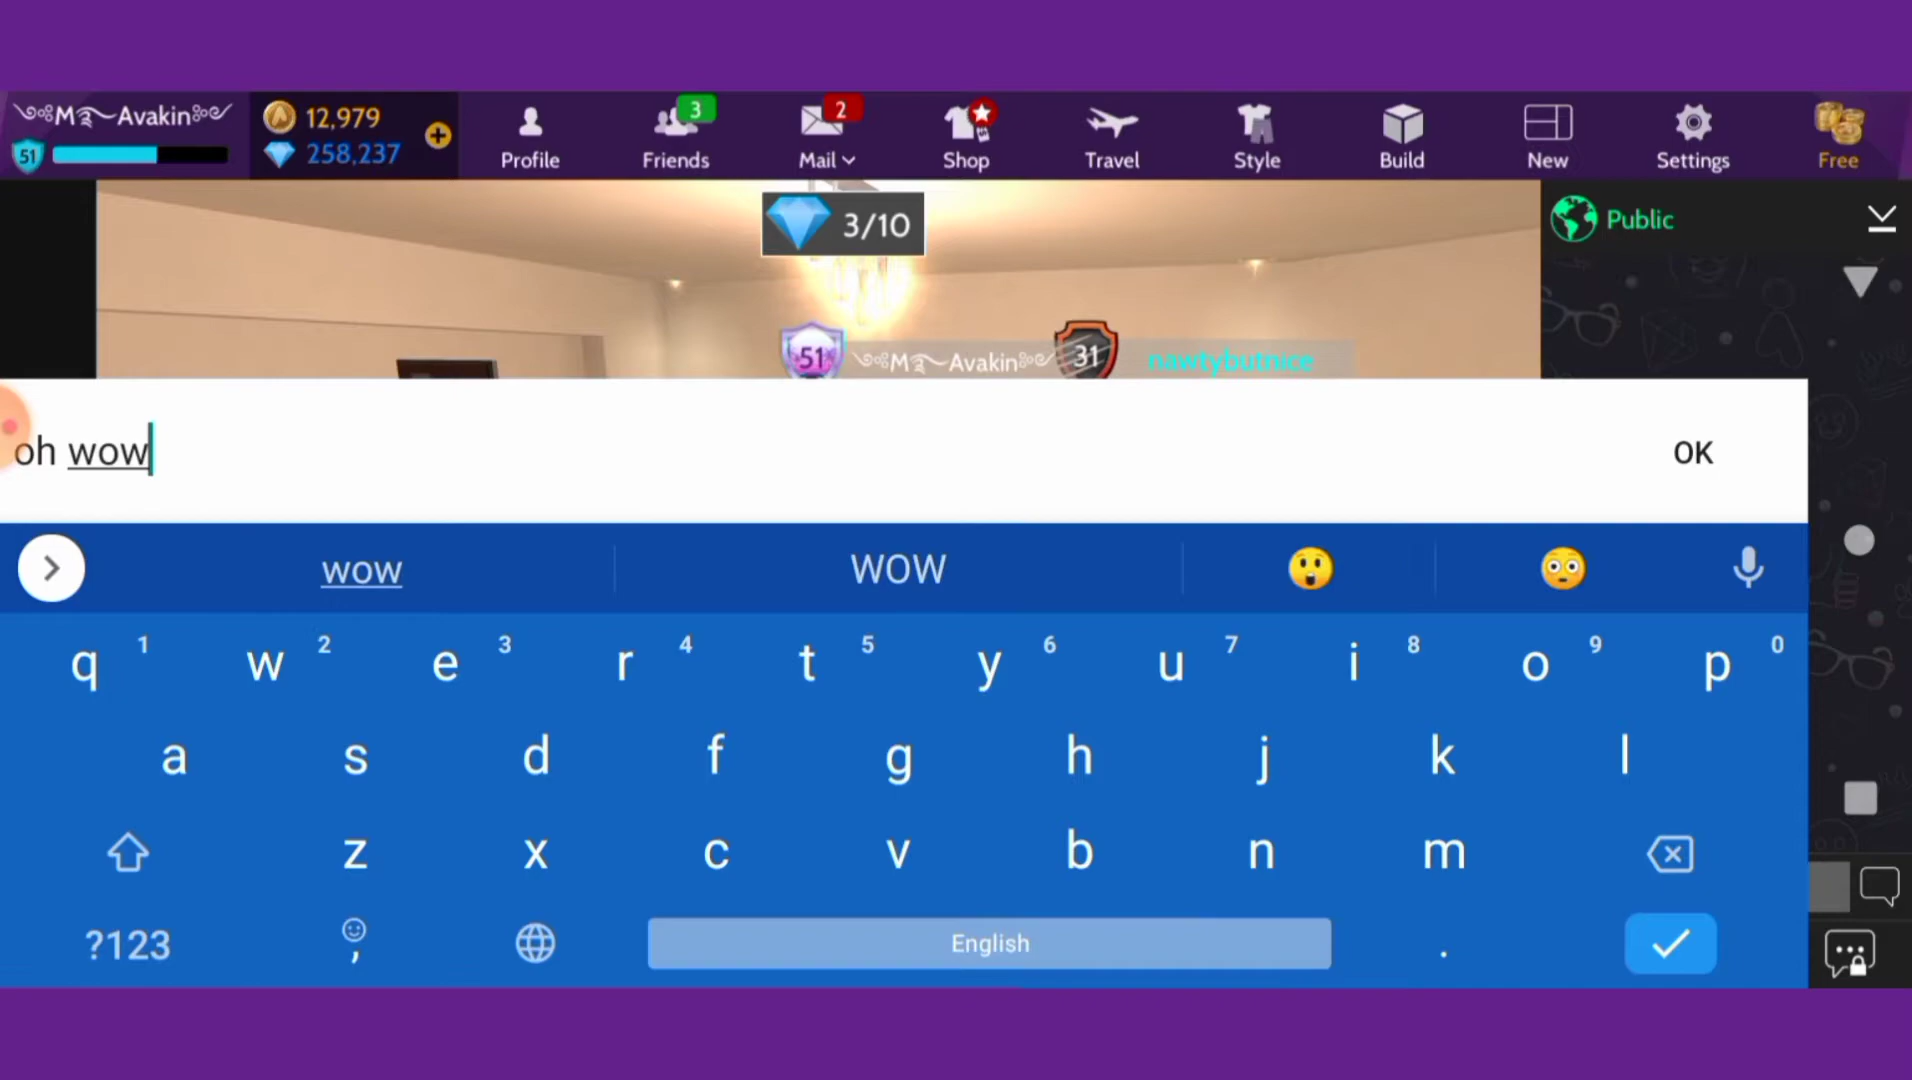 ༺M࿐Avakin༻
51
12,979
258,237
Profile
3
Friends
2
Mail
Shop
Travel
Style
Build
New
Settings
Free
3/10
Public
51 Avakin 31 nawtybutnice
oh wow
OK
wow WOW
q 1 w 2 e 3 r 4 t 5 y 6 u 7 i 8 o 9 p 0
a s d f g h j k l
z x c v b n m
?123 , English .